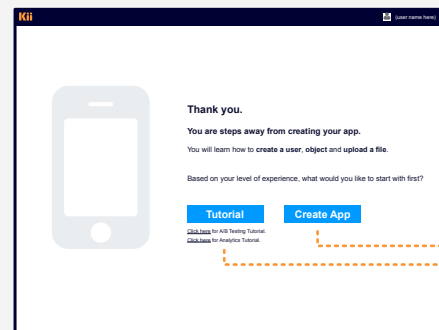 Kii
(user name here)
Thank you.
You are steps away from creating your app.
You will learn how to create a user, object and upload a file.
Based on your level of experience, what would you like to start with first?
Tutorial
Create App
Click here for A/B Testing Tutorial.
Click here for Analytics Tutorial.